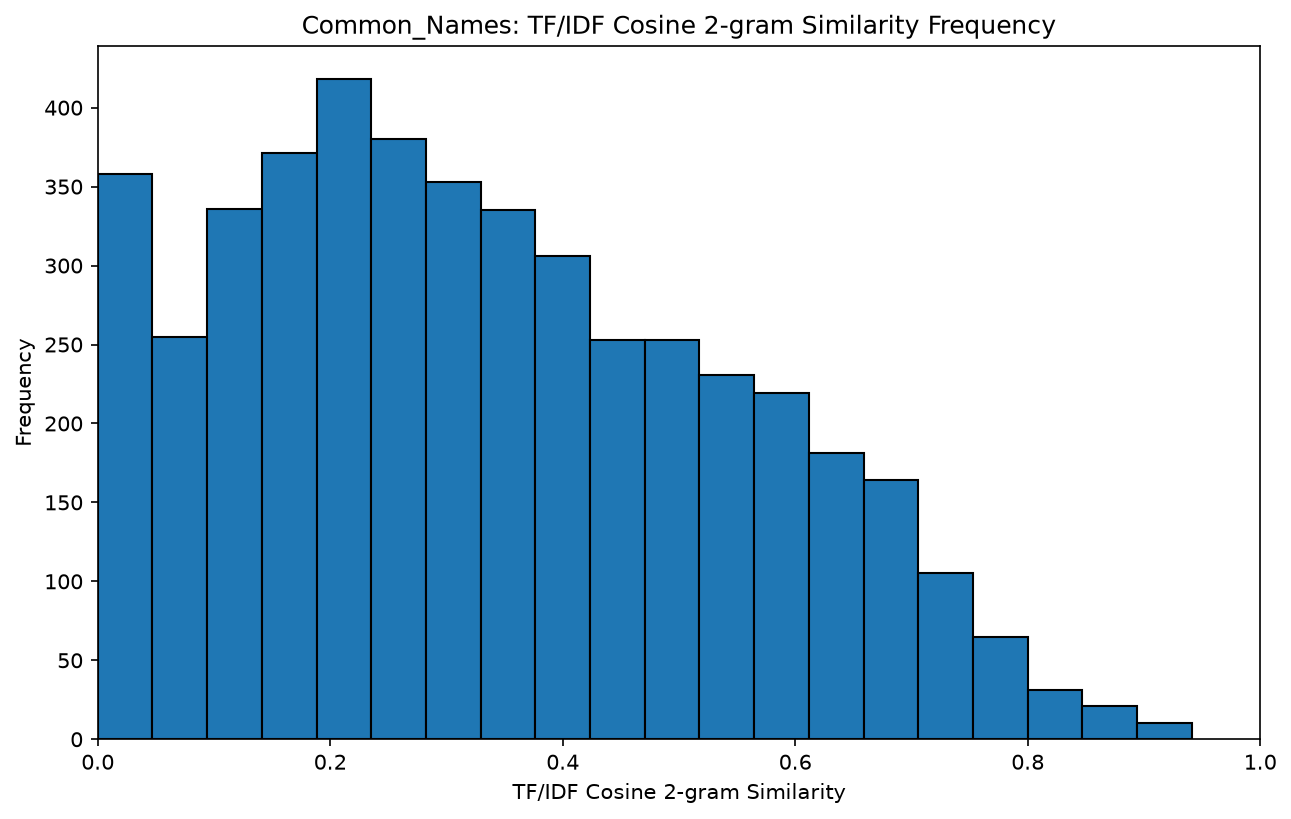 Common_Names: TF/IDF Cosine 2-gram Similarity Frequency
400
350
300
250
200
150
100
50
0
Frequency
0.0 0.2 0.4 0.6 0.8 1.0
TF/IDF Cosine 2-gram Similarity